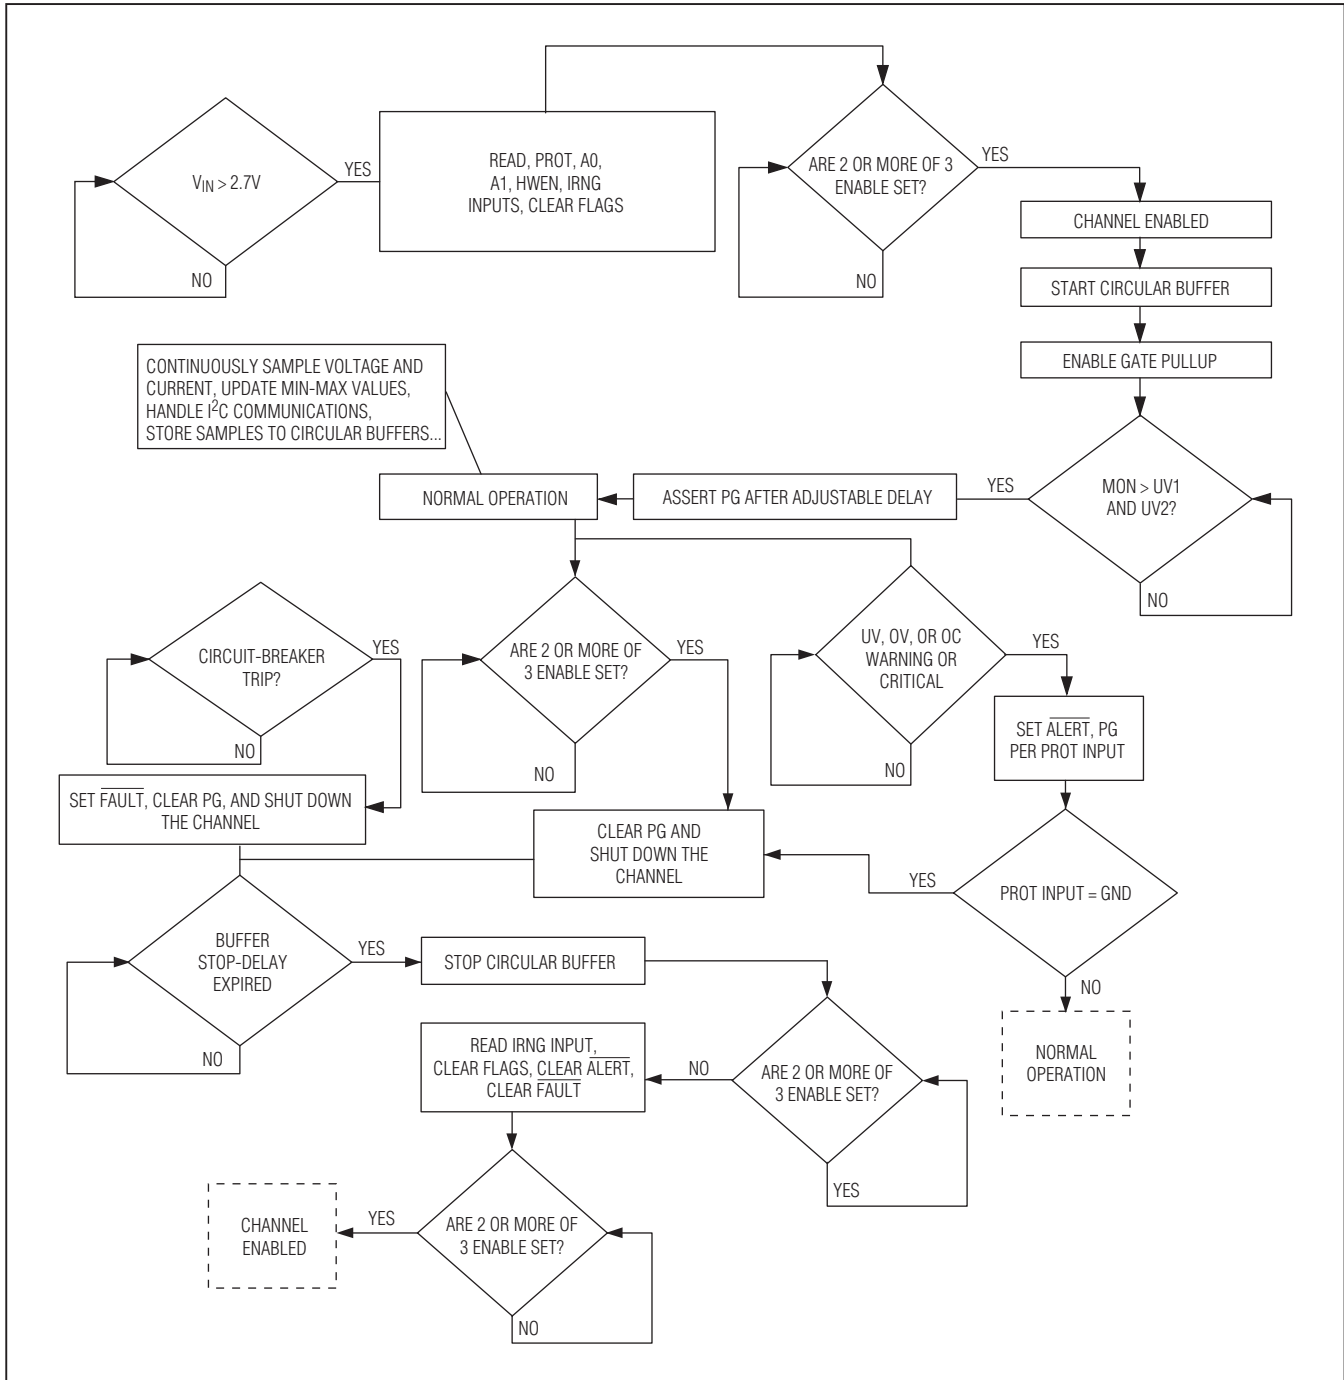 V_IN > 2.7V
YES
NO
READ, PROT, A0,
A1, HWEN, IRNG
INPUTS, CLEAR FLAGS
ARE 2 OR MORE OF 3
ENABLE SET?
YES
NO
CHANNEL ENABLED
START CIRCULAR BUFFER
ENABLE GATE PULLUP
MON > UV1
AND UV2?
YES
NO
ASSERT PG AFTER ADJUSTABLE DELAY
NORMAL OPERATION
CONTINUOUSLY SAMPLE VOLTAGE AND
CURRENT, UPDATE MIN-MAX VALUES,
HANDLE I²C COMMUNICATIONS,
STORE SAMPLES TO CIRCULAR BUFFERS...
CIRCUIT-BREAKER
TRIP?
YES
NO
SET FAULT, CLEAR PG, AND SHUT DOWN
THE CHANNEL
ARE 2 OR MORE OF
3 ENABLE SET?
YES
NO
UV, OV, OR OC
WARNING OR
CRITICAL
YES
NO
SET ALERT, PG
PER PROT INPUT
CLEAR PG AND
SHUT DOWN THE
CHANNEL
PROT INPUT = GND
YES
NO
NORMAL
OPERATION
BUFFER
STOP-DELAY
EXPIRED
YES
NO
STOP CIRCULAR BUFFER
ARE 2 OR MORE OF
3 ENABLE SET?
NO
YES
READ IRNG INPUT,
CLEAR FLAGS, CLEAR ALERT,
CLEAR FAULT
ARE 2 OR MORE OF
3 ENABLE SET?
YES
NO
CHANNEL
ENABLED